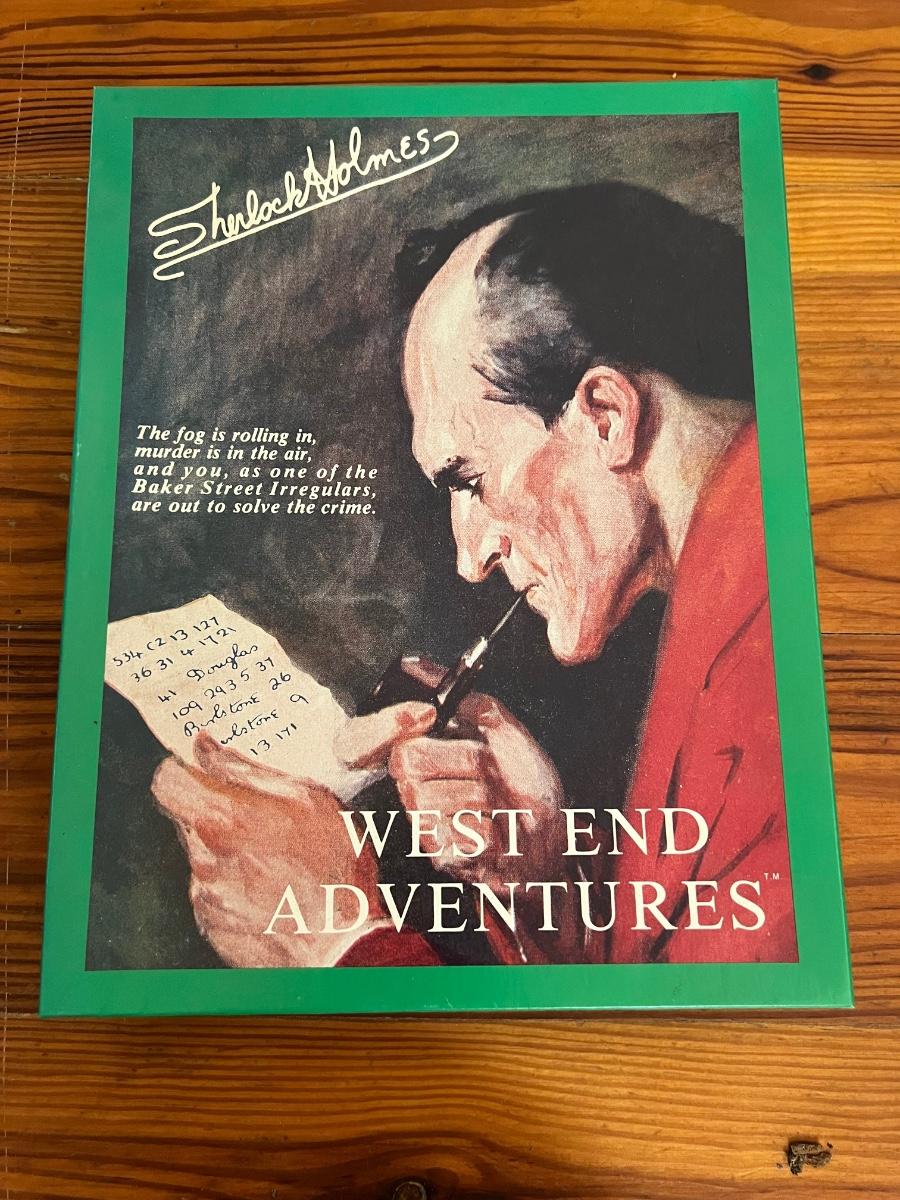 Sherlock Holmes
The fog is rolling in,
murder is in the air,
and you, as one of the
Baker Street Irregulars,
are out to solve the crime.
534 C2 13 127
36 31 4 17 21
41 Douglas
109 293 5 37
Birlstone 26
irlstone 9
13 171
WEST END
ADVENTURES T.M.